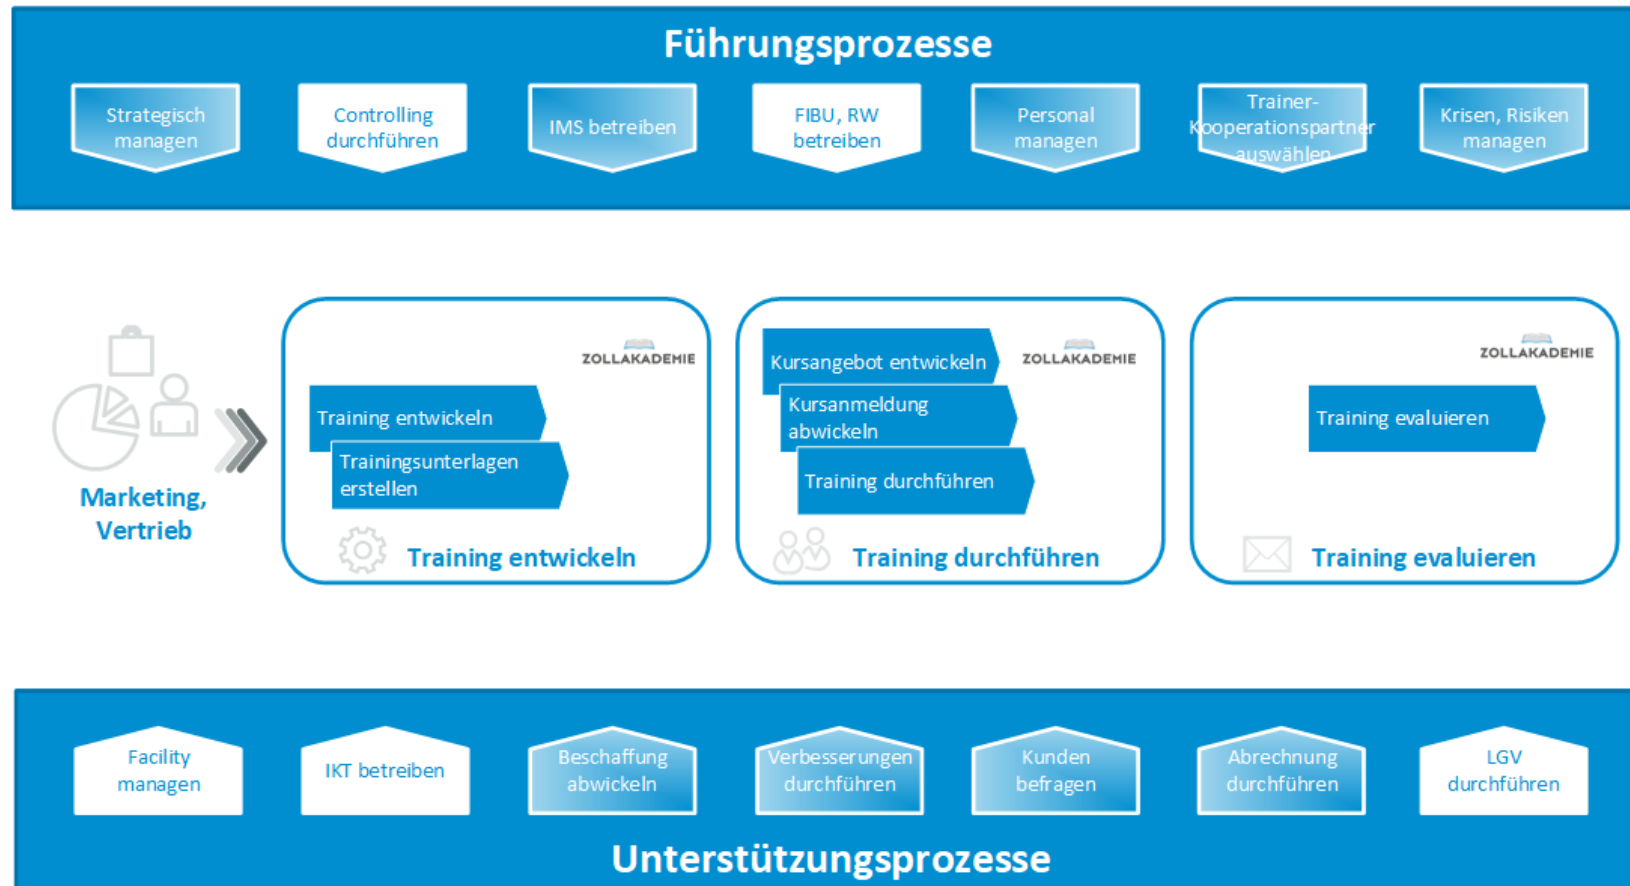 Führungsprozesse
Strategisch
managen
Controlling
durchführen
IMS betreiben
FIBU, RW
betreiben
Personal
managen
Trainer-
Kooperationspartner
auswählen
Krisen, Risiken
managen
Marketing,
Vertrieb
ZOLLAKADEMIE
Training entwickeln
Trainingsunterlagen
erstellen
Training entwickeln
Kursangebot entwickeln
ZOLLAKADEMIE
Kursanmeldung
abwickeln
Training durchführen
Training durchführen
ZOLLAKADEMIE
Training evaluieren
Training evaluieren
Facility
managen
IKT betreiben
Beschaffung
abwickeln
Verbesserungen
durchführen
Kunden
befragen
Abrechnung
durchführen
LGV
durchführen
Unterstützungsprozesse